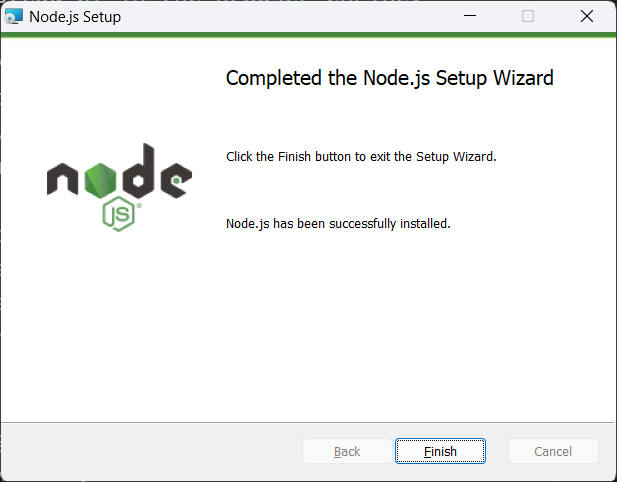 Node.js Setup
Completed the Node.js Setup Wizard
Click the Finish button to exit the Setup Wizard.
node
JS
Node.js has been successfully installed.
Back
Finish
Cancel